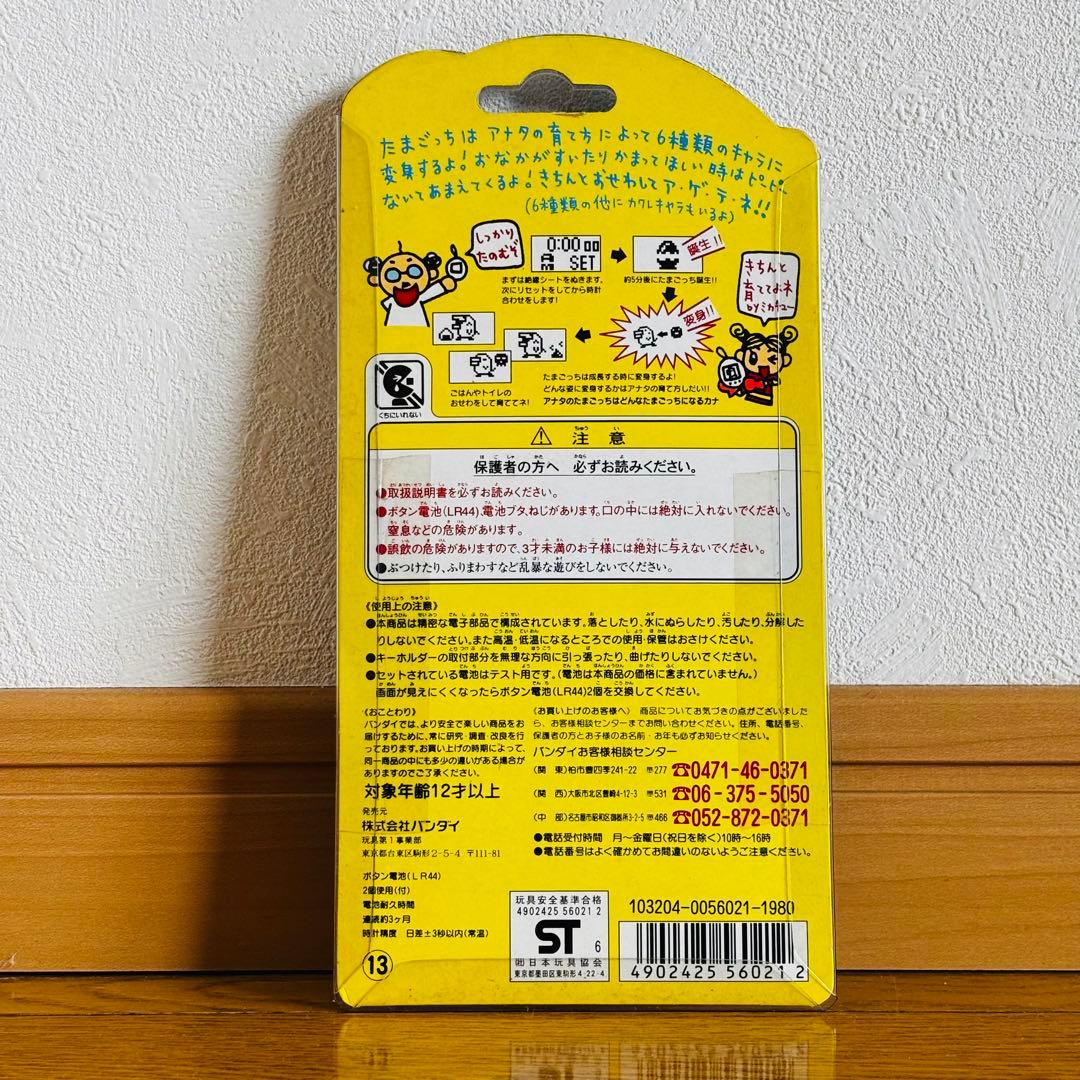 たまごっちは アナタの育て方によって6種類のキャラに
変身するよ! おなかがすいたり かまってほしい時は ピーピー
ないてあまえてくるよ! きちんとおせわしてア・ゲ・テ・ネ!!
(6種類の他に カワレキャラもいるよ)
しっかり
たのむぞ
0:00 00
AM SET
誕生!!
まずは絶縁シートをぬきます。
次にリセットをしてから時計
合わせをします!
約5分後にたまごっち誕生!!
きちんと
育ててよネ
byミカチュー
変身!!
ごはんやトイレの
おせわをして育ててネ!
たまごっちは成長する時に変身するよ!
どんな姿に変身するかはアナタの育て方しだい!!
アナタのたまごっちはどんなたまごっちになるカナ
くちにいれない
⚠ 注意
保護者の方へ 必ずお読みください。
●取扱説明書を必ずお読みください。
●ボタン電池(LR44)、電池ブタ、ねじがあります。口の中には絶対に入れないでください。
窒息などの危険があります。
●誤飲の危険がありますので、3才未満のお子様には絶対に与えないでください。
●ぶつけたり、ふりまわすなど乱暴な遊びをしないでください。
《使用上の注意》
●本商品は精密な電子部品で構成されています。落としたり、水にぬらしたり、汚したり、分解した
りしないでください。また高温・低温になるところでの使用・保管はおさけください。
●キーホルダーの取付部分を無理な方向に引っ張ったり、曲げたりしないでください。
●セットされている電池はテスト用です。(電池は本商品の価格に含まれていません。)
画面が見えにくくなったらボタン電池(LR44)2個を交換してください。
《おことわり》
バンダイでは、より安全で楽しい商品をお
届けするために、常に研究・調査・改良を行
っております。お買い上げの時期によって、
同一商品の中にも多少の違いがある場合が
ありますのでご了承ください。
対象年齢12才以上
発売元
株式会社バンダイ
玩具第1事業部
東京都台東区駒形2-5-4 〒111-81
ボタン電池(LR44)
2個使用(付)
電池耐久時間
連続約3ヶ月
時計精度 日差±3秒以内(常温)
13
〈お買い上げのお客様へ〉 商品についてお気づきの点がございました
ら、お客様相談センターまでお問い合わせください。住所、電話番号、
保護者の方とお子様のお名前・お年も必ずお知らせください。
バンダイお客様相談センター
(関 東)柏市豊四季241-22 〒277 ☎0471-46-0371
(関 西)大阪市北区豊崎4-12-3 〒531 ☎06-375-5050
(中 部)名古屋市昭和区御器所3-2-5 〒466 ☎052-872-0371
●電話受付時間 月〜金曜日(祝日を除く)10時〜16時
●電話番号はよく確かめてお間違いのないようご注意ください。
玩具安全基準合格
4902425 56021 2
ST 6
㈳日本玩具協会
東京都墨田区東駒形4-22-4
103204-0056021-1980
4902425 560212